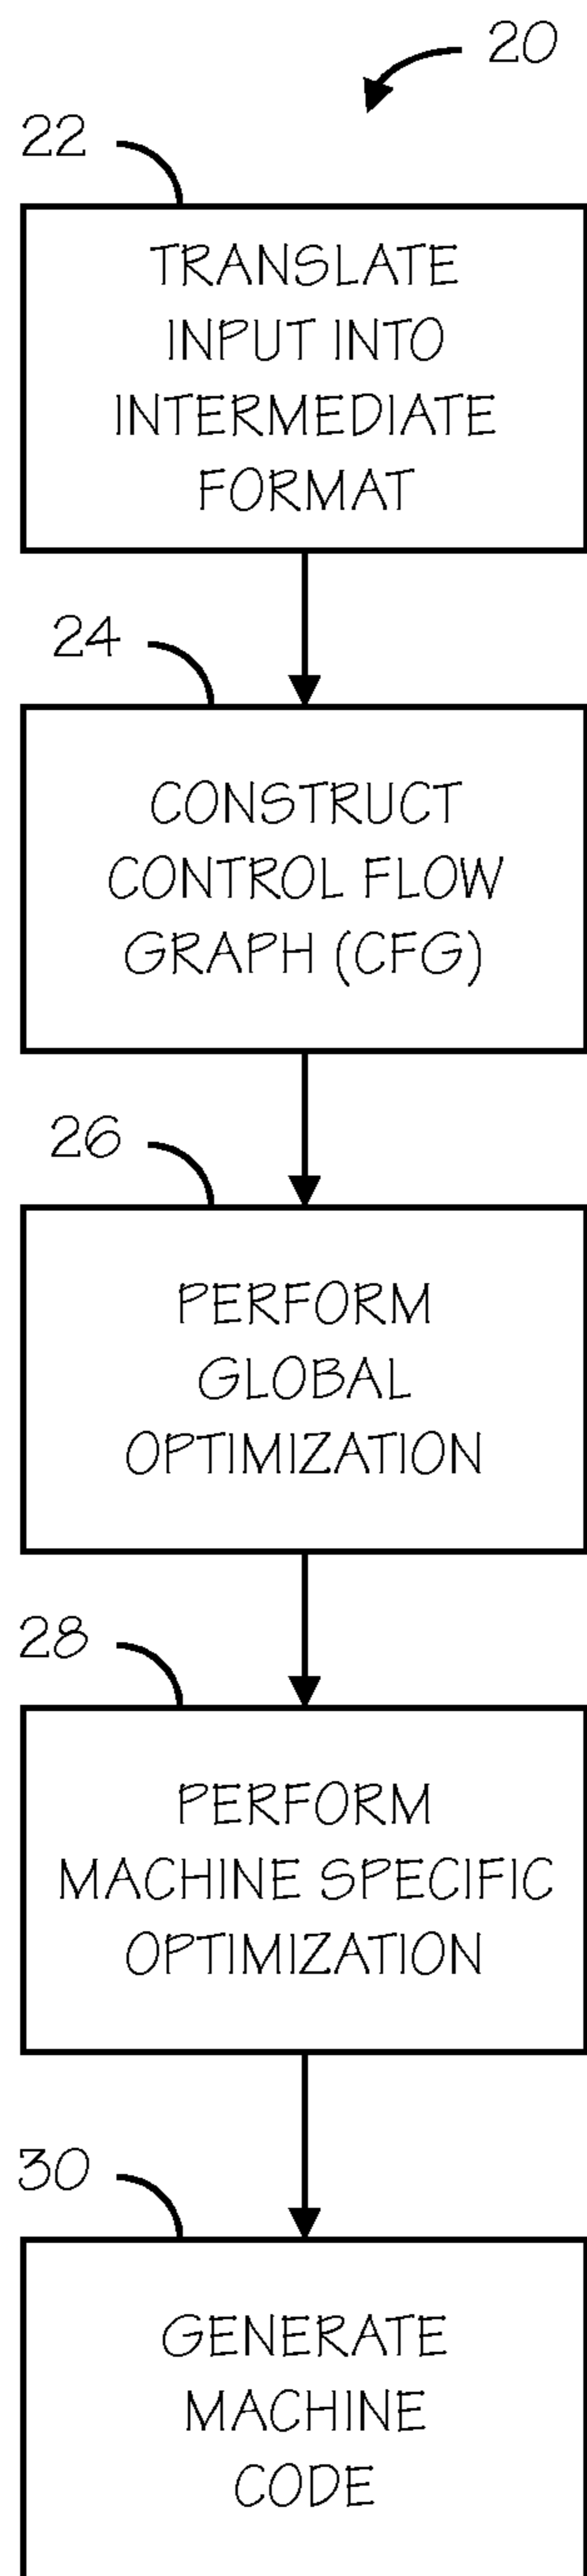 20
22
TRANSLATE
INPUT INTO
INTERMEDIATE
FORMAT
24
CONSTRUCT
CONTROL FLOW
GRAPH (CFG)
26
PERFORM
GLOBAL
OPTIMIZATION
28
PERFORM
MACHINE SPECIFIC
OPTIMIZATION
30
GENERATE
MACHINE
CODE